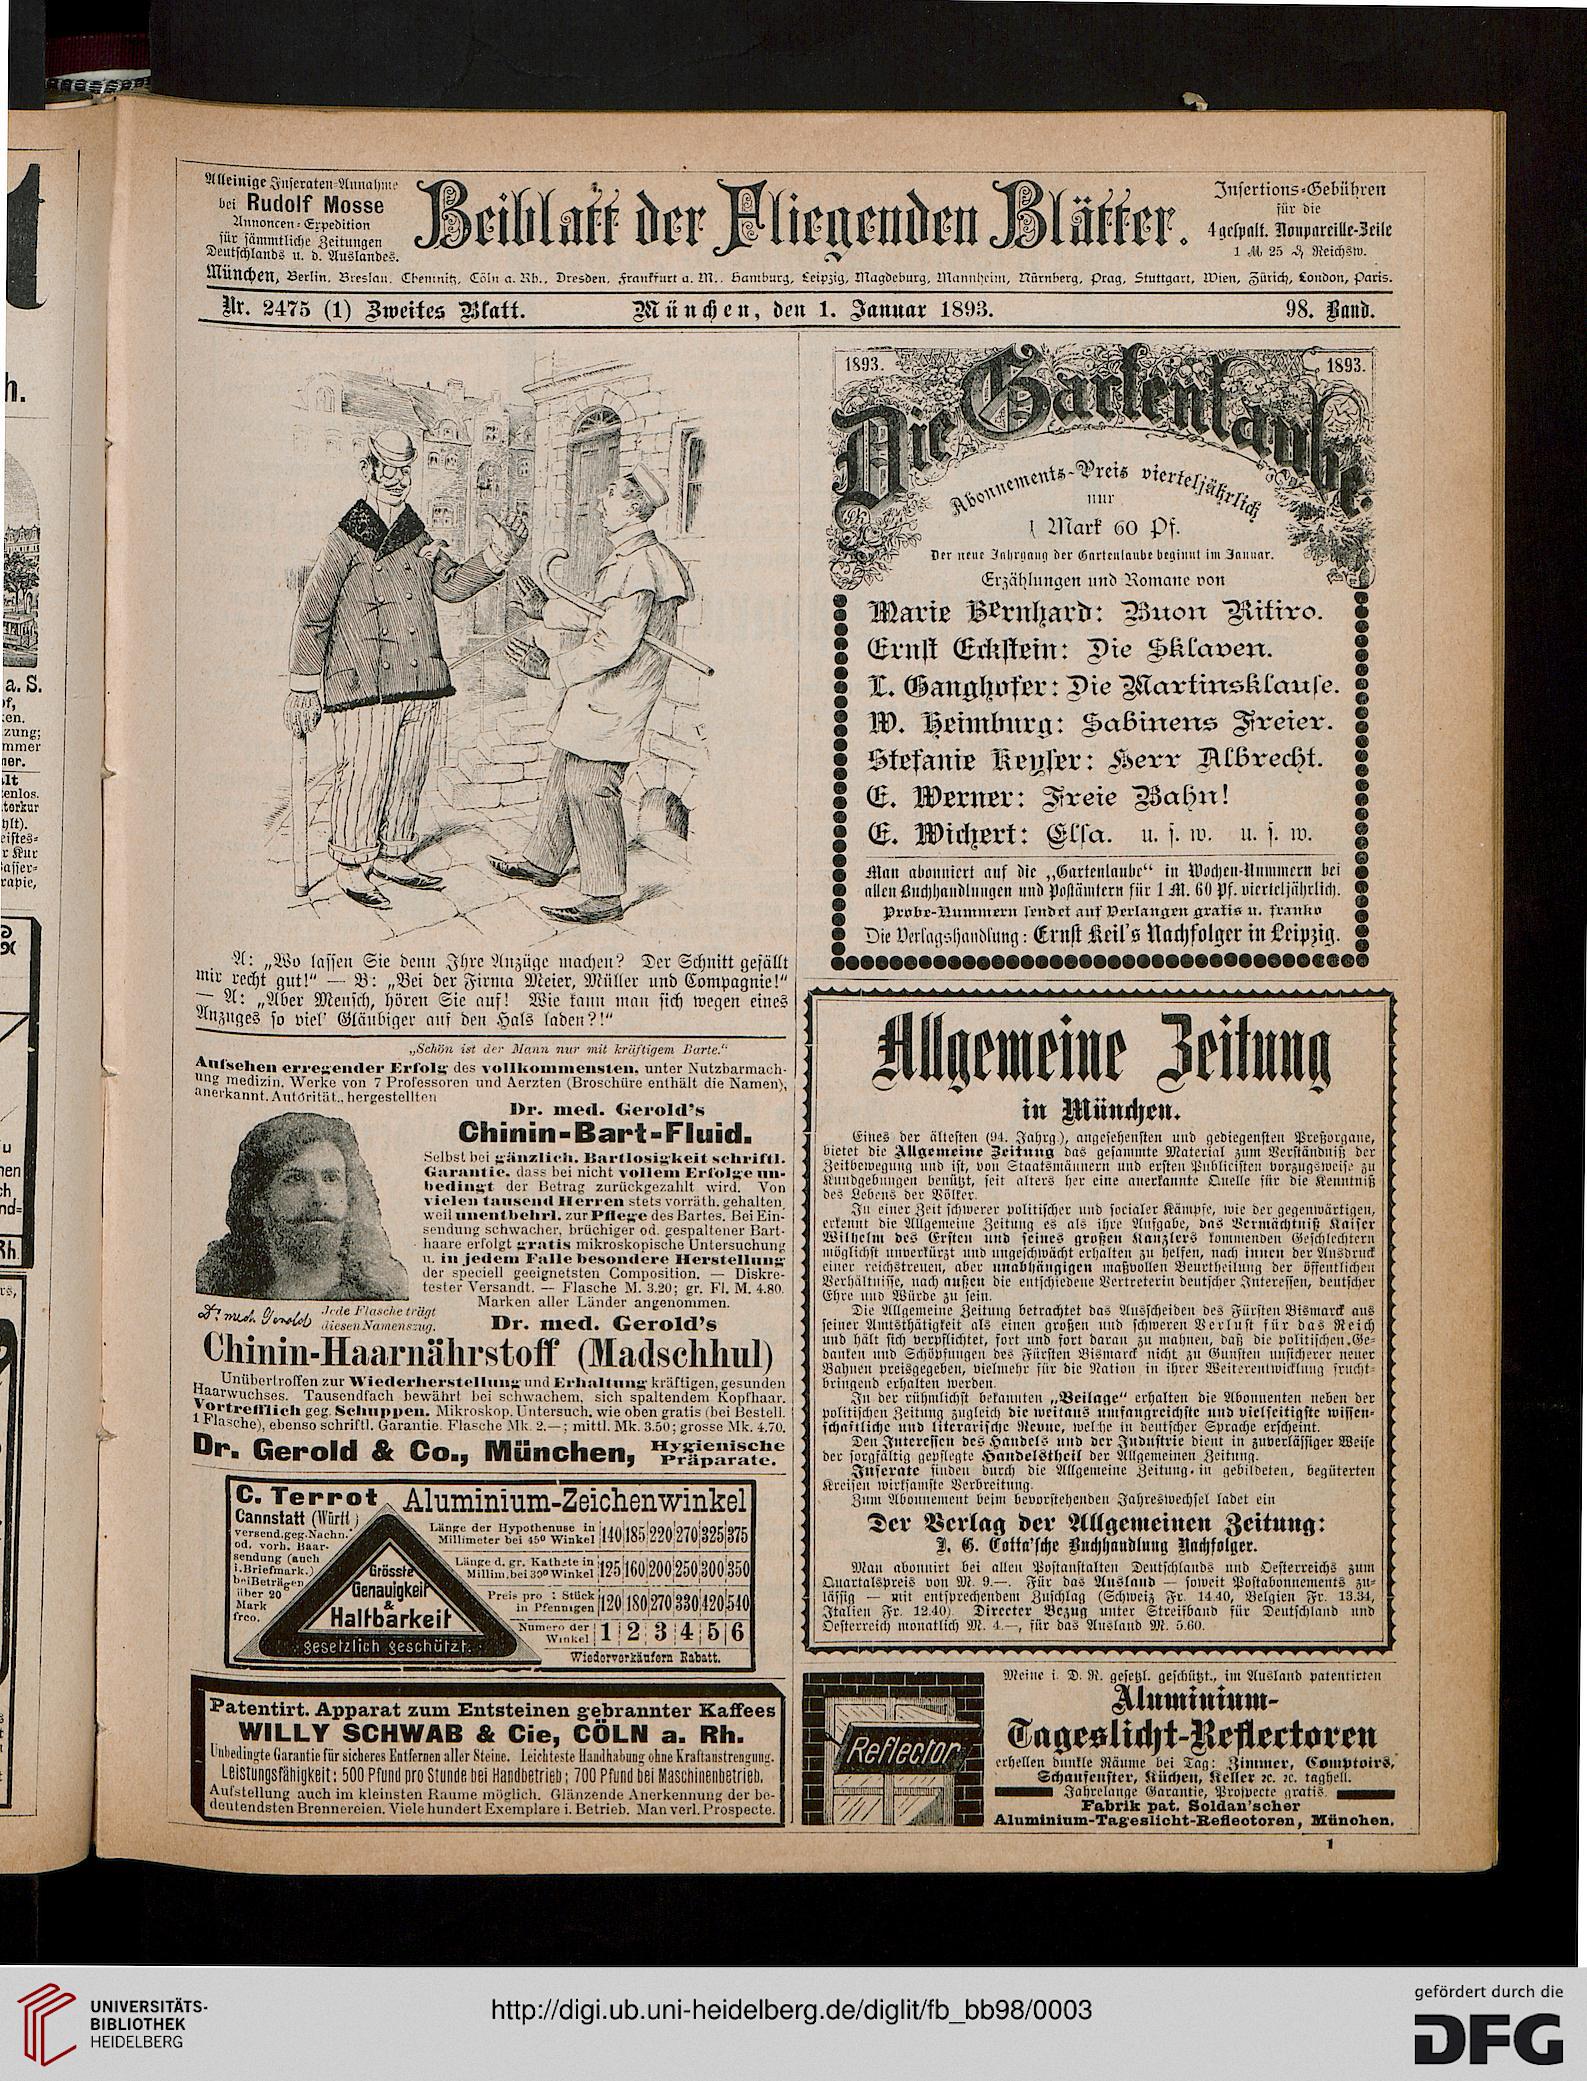 Alleinige Inseraten-Annahme
bei Rudolf Mosse
Annoncen-Expedition
für sämmtliche Zeitungen
Deutschlands u. d. Auslandes.
Beiblatt der Fliegenden Blätter.
Insertions-Gebühren
für die
4gespalt. Nonpareille-Zeile
1 M 25 ₰ Reichsw.
München, Berlin, Breslau, Chemnitz, Cöln a. Rh., Dresden, Frankfurt a. M., Hamburg, Leipzig, Magdeburg, Mannheim, Nürnberg, Prag, Stuttgart, Wien, Zürich, London, Paris.
Nr. 2475 (1) Zweites Blatt. München, den 1. Januar 1893. 98. Band.
A: „Wo lassen Sie denn Ihre Anzüge machen? Der Schnitt gefällt
mir recht gut!“ — B: „Bei der Firma Meier, Müller und Compagnie!“
— A: „Aber Mensch, hören Sie auf! Wie kann man sich wegen eines
Anzuges so viel' Gläubiger auf den Hals laden?!“
„Schön ist der Mann nur mit kräftigem Barte.“
Aufsehen erregender Erfolg des vollkommensten, unter Nutzbarmach-
ung medizin. Werke von 7 Professoren und Aerzten (Broschüre enthält die Namen),
anerkannt. Autorität., hergestellten
Dr. med. Gerold's
Chinin-Bart-Fluid.
Selbst bei gänzlich. Bartlosigkeit schriftl.
Garantie, dass bei nicht vollem Erfolge un-
bedingt der Betrag zurückgezahlt wird. Von
vielen tausend Herren stets vorräth. gehalten,
weil unentbehrl. zur Pflege des Bartes. Bei Ein-
sendung schwacher, brüchiger od. gespaltener Bart-
haare erfolgt gratis mikroskopische Untersuchung
u. in jedem Falle besondere Herstellung
der speciell geeignetsten Composition. — Diskre-
tester Versandt. — Flasche M. 3.20; gr. Fl. M. 4.80.
Marken aller Länder angenommen.
Dr. med. Gerold
Jede Flasche trägt
diesen Namenszug.
Dr. med. Gerold's
Chinin-Haarnährstoff (Madschhul)
Unübertroffen zur Wiederherstellung und Erhaltung kräftigen, gesunden
Haarwuchses. Tausendfach bewährt bei schwachem, sich spaltendem Kopfhaar.
Vortrefflich geg. Schuppen. Mikroskop. Untersuch. wie oben gratis (bei Bestell.
1 Flasche), ebenso schriftl. Garantie. Flasche Mk. 2.—; mittl. Mk. 3.50; grosse Mk. 4.70.
Dr. Gerold & Co., München, Hygienische
Präparate.
C. Terrot
Cannstatt (Württ.)
versend. geg. Nachn.
od. vorh. Baar-
sendung (auch
i. Briefmark.)
bei Beträgen
über 20
Mark
frco.
Grösste
Genauigkeit
&
Haltbarkeit
gesetzlich geschützt.
Aluminium-Zeichenwinkel
Länge der Hypothenuse in
Millimeter bei 45° Winkel 140 185 220 270 325 375
Länge d. gr. Kathete in
Millim. bei 30° Winkel 125 160 200 250 300 350
Preis pro 1 Stück
in Pfennigen 120 180 270 330 420 540
Numero der
Winkel 1 2 3 4 5 6
Wiederverkäufern Rabatt.
Patentirt. Apparat zum Entsteinen gebrannter Kaffees
WILLY SCHWAB & Cie, CÖLN a. Rh.
Unbedingte Garantie für sicheres Entfernen aller Steine. Leichteste Handhabung ohne Kraftanstrengung.
Leistungsfähigkeit: 500 Pfund pro Stunde bei Handbetrieb; 700 Pfund bei Maschinenbetrieb.
Aufstellung auch im kleinsten Raume möglich. Glänzende Anerkennung der be-
deutendsten Brennereien. Viele hundert Exemplare i. Betrieb. Man verl. Prospecte.
1893. 1893.
Die Gartenlaube.
Abonnements-Preis vierteljährlich
nur
1 Mark 60 Pf.
Der neue Jahrgang der Gartenlaube beginnt im Januar.
Erzählungen und Romane von
Marie Bernhard: Buon Ritiro.
Ernst Eckstein: Die Sklaven.
L. Ganghofer: Die Martinsklause.
W. Heimburg: Sabinens Freier.
Stefanie Keyser: Herr Albrecht.
E. Werner: Freie Bahn!
E. Wichert: Elsa. u. s. w. u. s. w.
Man abonniert auf die „Gartenlaube“ in Wochen-Nummern bei
allen Buchhandlungen und Postämtern für 1 M. 60 Pf. vierteljährlich.
Probe-Nummern sendet auf Verlangen gratis u. franko
Die Verlagshandlung: Ernst Keil's Nachfolger in Leipzig.
Allgemeine Zeitung
in München.
Eines der ältesten (94. Jahrg.), angesehensten und gediegensten Preßorgane,
bietet die Allgemeine Zeitung das gesammte Material zum Verständniß der
Zeitbewegung und ist, von Staatsmännern und ersten Publicisten vorzugsweise zu
Kundgebungen benützt, seit alters her eine anerkannte Quelle für die Kenntniß
des Lebens der Völker.
In einer Zeit schwerer politischer und socialer Kämpfe, wie der gegenwärtigen,
erkennt die Allgemeine Zeitung es als ihre Aufgabe, das Vermächtniß Kaiser
Wilhelm des Ersten und seines großen Kanzlers kommenden Geschlechtern
möglichst unverkürzt und ungeschwächt erhalten zu helfen, nach innen der Ausdruck
einer reichstreuen, aber unabhängigen maßvollen Beurtheilung der öffentlichen
Verhältnisse, nach außen die entschiedene Vertreterin deutscher Interessen, deutscher
Ehre und Würde zu sein.
Die Allgemeine Zeitung betrachtet das Ausscheiden des Fürsten Bismarck aus
seiner Amtsthätigkeit als einen großen und schweren Verlust für das Reich
und hält sich verpflichtet, fort und fort daran zu mahnen, daß die politischen Ge-
danken und Schöpfungen des Fürsten Bismarck nicht zu Gunsten unsicherer neuer
Bahnen preisgegeben, vielmehr für die Nation in ihrer Weiterentwicklung frucht-
bringend erhalten werden.
In der rühmlichst bekannten „Beilage“ erhalten die Abonnenten neben der
politischen Zeitung zugleich die weitaus umfangreichste und vielseitigste wissen-
schaftliche und literarische Revue, welche in deutscher Sprache erscheint.
Den Interessen des Handels und der Industrie dient in zuverlässiger Weise
der sorgfältig gepflegte Handelstheil der Allgemeinen Zeitung.
Inserate finden durch die Allgemeine Zeitung in gebildeten, begüterten
Kreisen wirksamste Verbreitung.
Zum Abonnement beim bevorstehenden Jahreswechsel ladet ein
Der Verlag der Allgemeinen Zeitung:
J. G. Cotta'sche Buchhandlung Nachfolger.
Man abonnirt bei allen Postanstalten Deutschlands und Oesterreichs zum
Quartalspreis von M. 9.—. Für das Ausland — soweit Postabonnements zu-
lässig — mit entsprechendem Zuschlag (Schweiz Fr. 14.40, Belgien Fr. 13.34,
Italien Fr. 12.40). Directer Bezug unter Streifband für Deutschland und
Oesterreich monatlich M. 4.—, für das Ausland M. 5.60.
Reflector
Meine i. D. R. gesetzl. geschützt., im Ausland patentirten
Aluminium-
Tageslicht-Reflectoren
erhellen dunkle Räume bei Tag: Zimmer, Comptoirs,
Schaufenster, Küchen, Keller ꝛc. ꝛc. taghell.
Jahrelange Garantie, Prospecte gratis.
Fabrik pat. Soldan'scher
Aluminium-Tageslicht-Reflectoren, München.
1
UNIVERSITÄTS-
BIBLIOTHEK
HEIDELBERG
http://digi.ub.uni-heidelberg.de/diglit/fb_bb98/0003
gefördert durch die
DFG